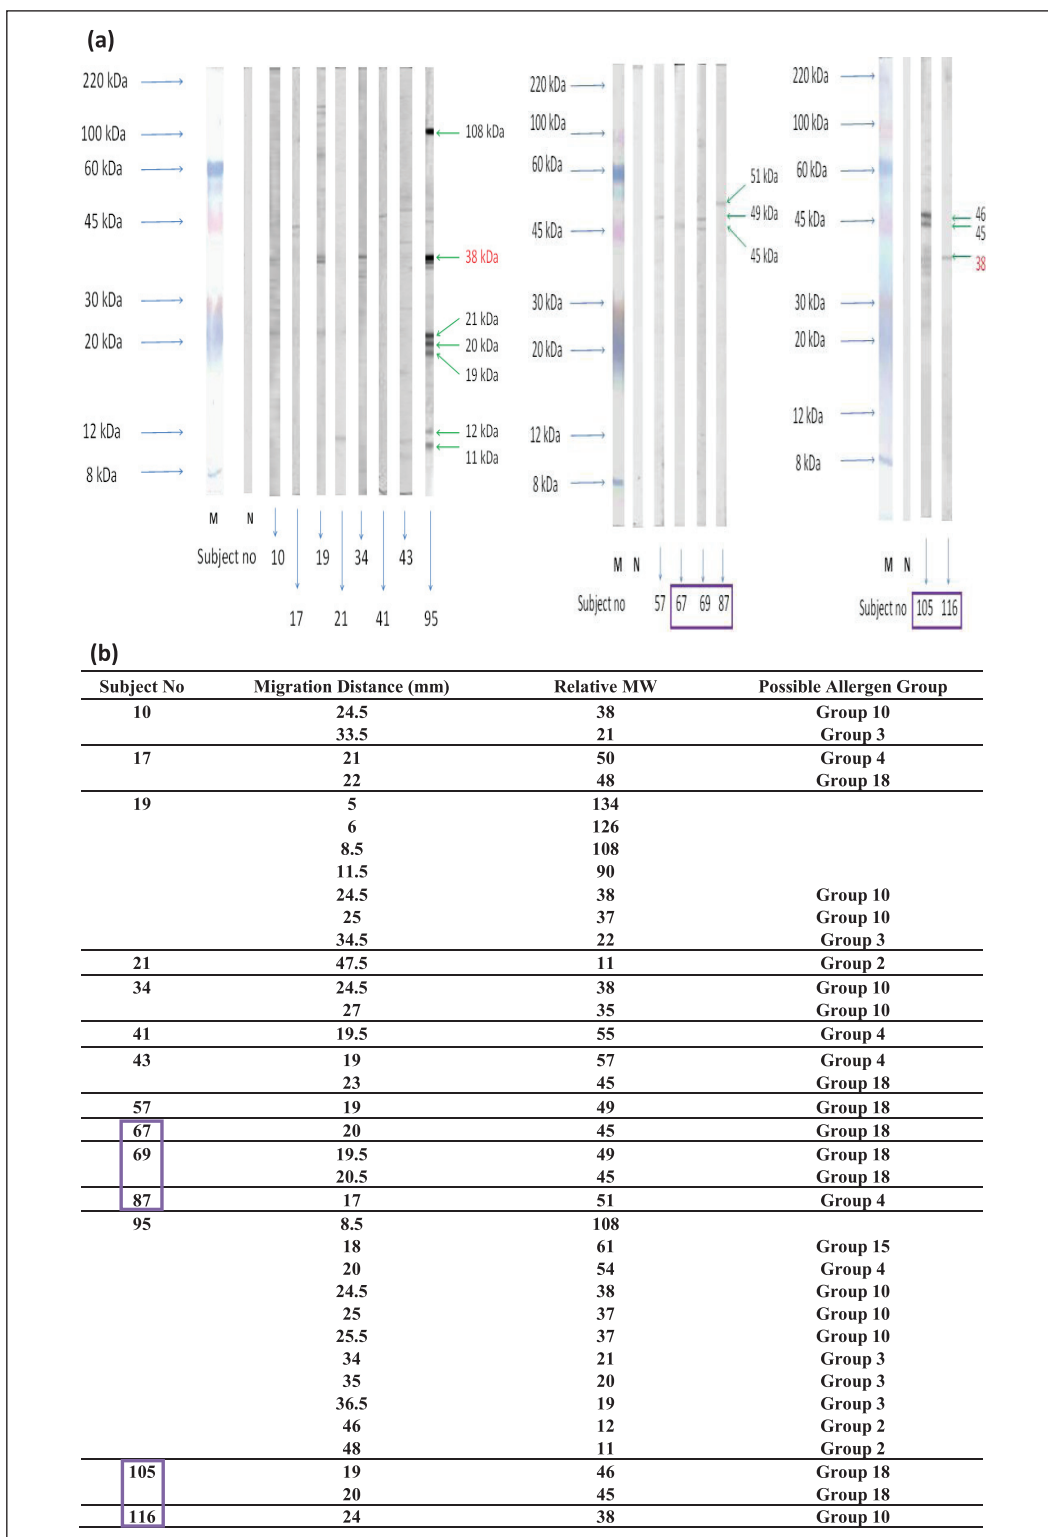 (a)
220 kDa
100 kDa
60 kDa
45 kDa
30 kDa
20 kDa
12 kDa
8 kDa
108 kDa
38 kDa
21 kDa
20 kDa
19 kDa
12 kDa
11 kDa
M N
Subject no 10 19 34 43
17 21 41 95
220 kDa
100 kDa
60 kDa
45 kDa
30 kDa
20 kDa
12 kDa
8 kDa
51 kDa
49 kDa
45 kDa
M N
Subject no 57 67 69 87
220 kDa
100 kDa
60 kDa
45 kDa
30 kDa
20 kDa
12 kDa
8 kDa
46
45
38
M N
Subject no 105 116
(b)
Subject No Migration Distance (mm) Relative MW Possible Allergen Group
10 24.5 38 Group 10
33.5 21 Group 3
17 21 50 Group 4
22 48 Group 18
19 5 134
6 126
8.5 108
11.5 90
24.5 38 Group 10
25 37 Group 10
34.5 22 Group 3
21 47.5 11 Group 2
34 24.5 38 Group 10
27 35 Group 10
41 19.5 55 Group 4
43 19 57 Group 4
23 45 Group 18
57 19 49 Group 18
67 20 45 Group 18
69 19.5 49 Group 18
20.5 45 Group 18
87 17 51 Group 4
95 8.5 108
18 61 Group 15
20 54 Group 4
24.5 38 Group 10
25 37 Group 10
25.5 37 Group 10
34 21 Group 3
35 20 Group 3
36.5 19 Group 3
46 12 Group 2
48 11 Group 2
105 19 46 Group 18
20 45 Group 18
116 24 38 Group 10